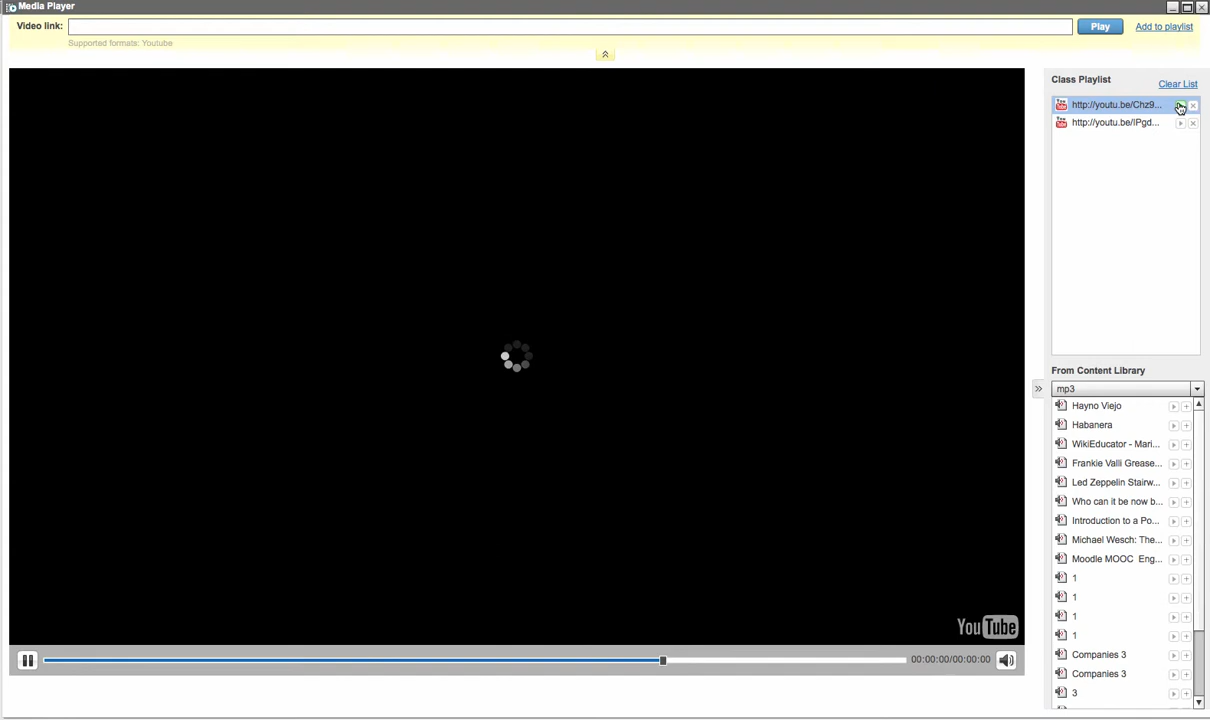 Media Player
Video link:
Play
Add to playlist
Supported formats: Youtube
Class Playlist
Clear List
http://youtu.be/Chz9...
http://youtu.be/IPgd...
From Content Library
mp3
Hayno Viejo
Habanera
WikiEducator - Mari...
Frankie Valli Grease...
Led Zeppelin Stairw...
Who can it be now b...
Introduction to a Po...
Michael Wesch: The...
Moodle MOOC Eng...
1
1
1
1
Companies 3
Companies 3
3
YouTube
00:00:00/00:00:00